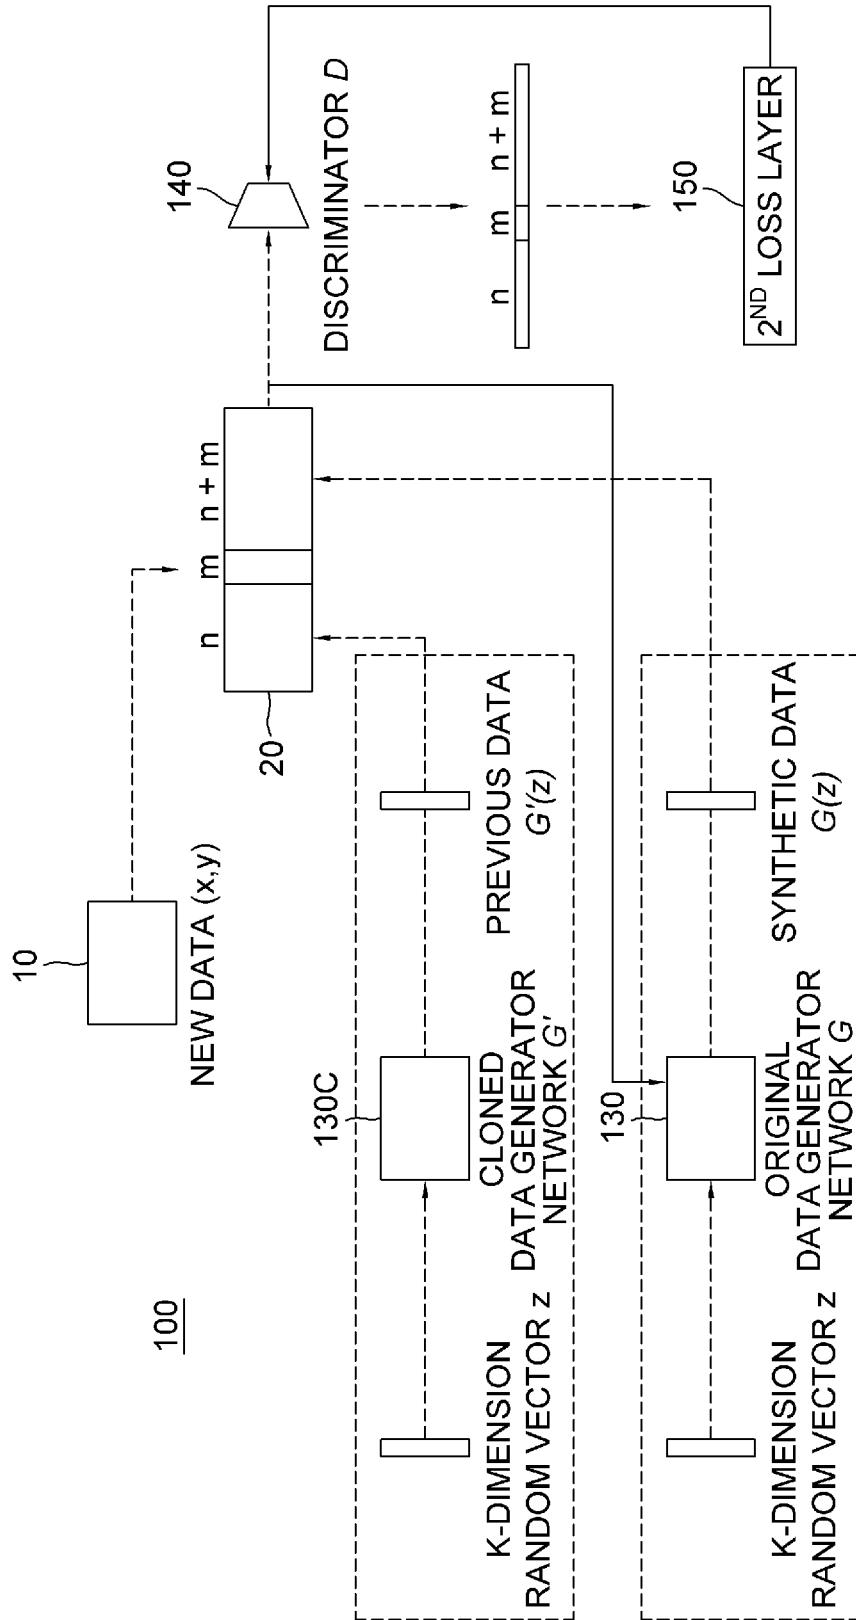 100
10
NEW DATA (x,y)
n
m
n + m
20
140
DISCRIMINATOR D
n
m
n + m
150
2ND LOSS LAYER
130C
K-DIMENSION
RANDOM VECTOR z
CLONED
DATA GENERATOR
NETWORK G'
PREVIOUS DATA
G'(z)
130
K-DIMENSION
RANDOM VECTOR z
ORIGINAL
DATA GENERATOR
NETWORK G
SYNTHETIC DATA
G(z)